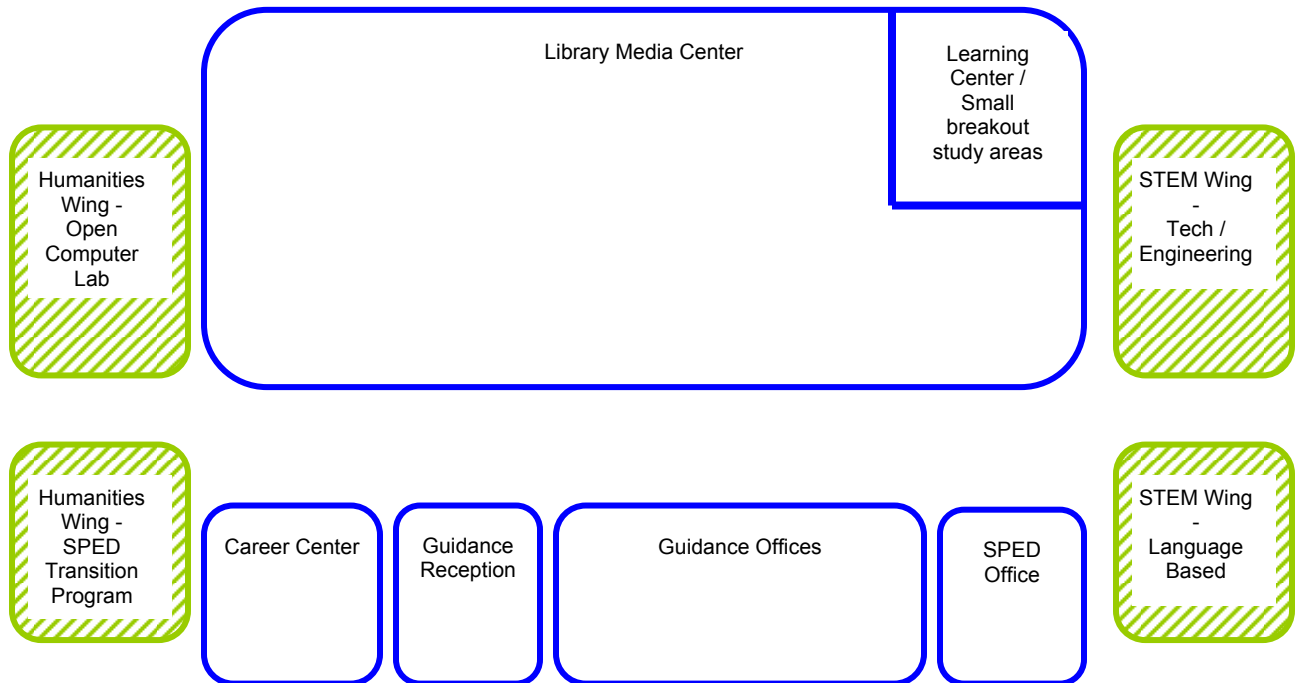 Library Media Center
Learning
Center /
Small
breakout
study areas
Humanities
Wing -
Open
Computer
Lab
STEM Wing
-
Tech /
Engineering
Humanities
Wing -
SPED
Transition
Program
Career Center
Guidance
Reception
Guidance Offices
SPED
Office
STEM Wing
-
Language
Based